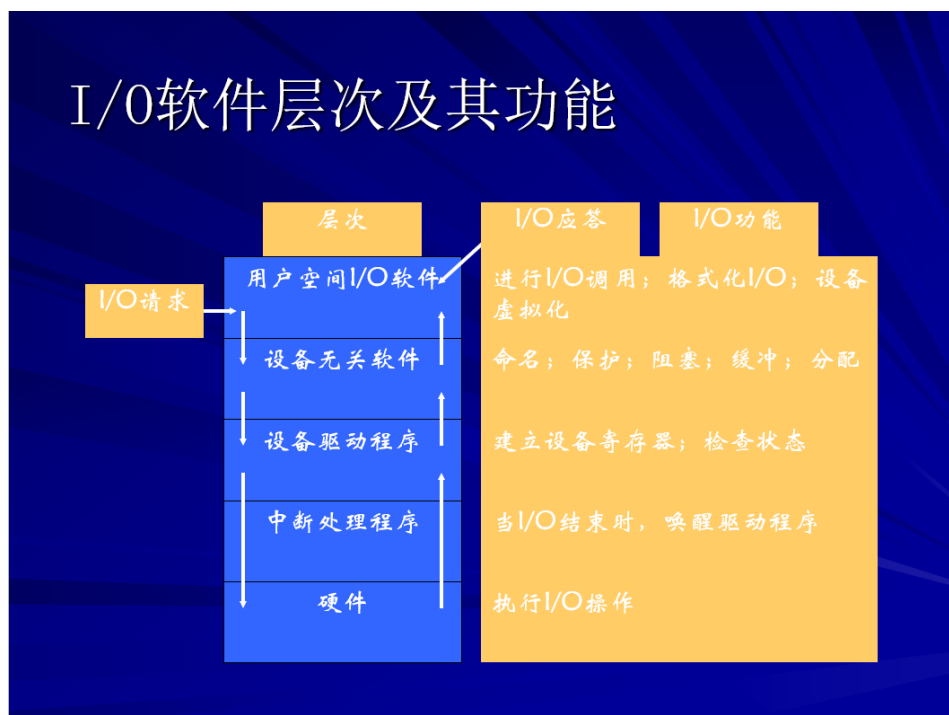 I/O软件层次及其功能
层次
I/O应答
I/O功能
I/O请求
用户空间I/O软件
进行I/O调用；格式化I/O；设备
虚拟化
设备无关软件
命名；保护；阻塞；缓冲；分配
设备驱动程序
建立设备寄存器；检查状态
中断处理程序
当I/O结束时，唤醒驱动程序
硬件
执行I/O操作